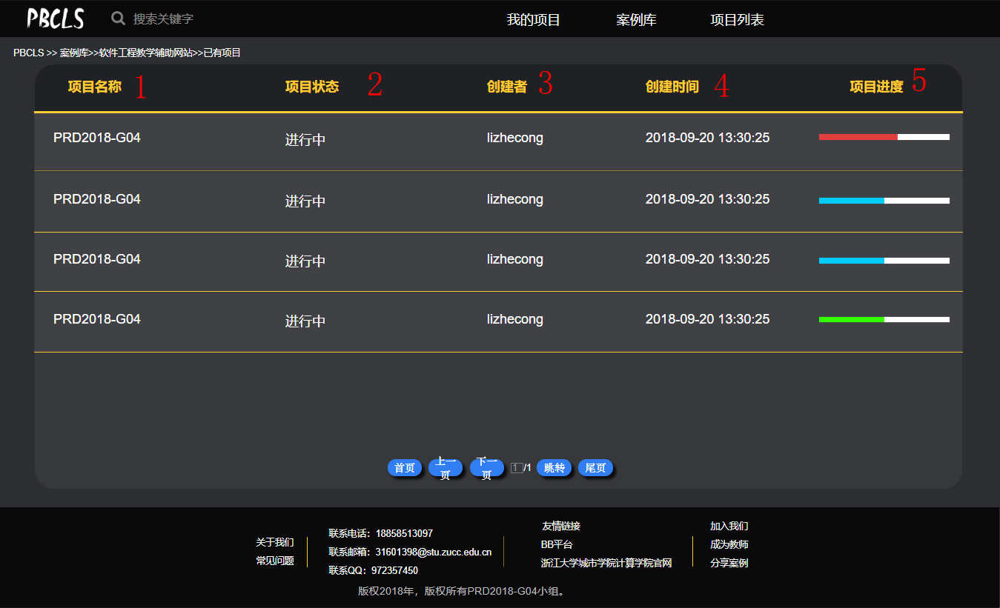 PBCLS 搜索关键字 我的项目 案例库 项目列表
PBCLS >> 案例库>>软件工程教学辅助网站>>已有项目
项目名称 1 项目状态 2 创建者 3 创建时间 4 项目进度 5
PRD2018-G04 进行中 lizhecong 2018-09-20 13:30:25
PRD2018-G04 进行中 lizhecong 2018-09-20 13:30:25
PRD2018-G04 进行中 lizhecong 2018-09-20 13:30:25
PRD2018-G04 进行中 lizhecong 2018-09-20 13:30:25
首页 上一页 下一页 1/1 跳转 尾页
关于我们
常见问题
联系电话：18858513097
联系邮箱：31601398@stu.zucc.edu.cn
联系QQ：972357450
友情链接
BB平台
浙江大学城市学院计算学院官网
加入我们
成为教师
分享案例
版权2018年，版权所有PRD2018-G04小组。